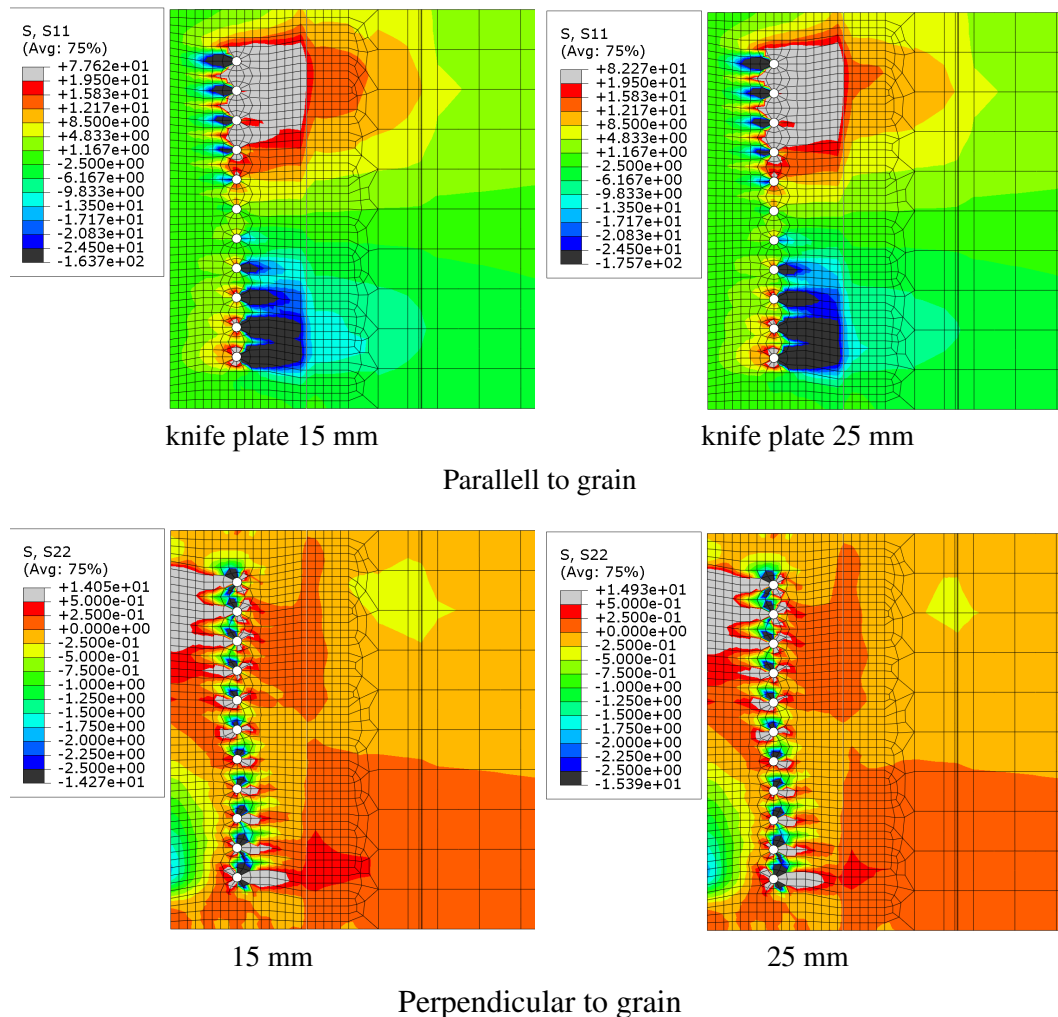 S, S11
(Avg: 75%)
+7.762e+01
+1.950e+01
+1.583e+01
+1.217e+01
+8.500e+00
+4.833e+00
+1.167e+00
-2.500e+00
-6.167e+00
-9.833e+00
-1.350e+01
-1.717e+01
-2.083e+01
-2.450e+01
-1.637e+02
S, S11
(Avg: 75%)
+8.227e+01
+1.950e+01
+1.583e+01
+1.217e+01
+8.500e+00
+4.833e+00
+1.167e+00
-2.500e+00
-6.167e+00
-9.833e+00
-1.350e+01
-1.717e+01
-2.083e+01
-2.450e+01
-1.757e+02
knife plate 15 mm
knife plate 25 mm
Parallell to grain
S, S22
(Avg: 75%)
+1.405e+01
+5.000e-01
+2.500e-01
+0.000e+00
-2.500e-01
-5.000e-01
-7.500e-01
-1.000e+00
-1.250e+00
-1.500e+00
-1.750e+00
-2.000e+00
-2.250e+00
-2.500e+00
-1.427e+01
S, S22
(Avg: 75%)
+1.493e+01
+5.000e-01
+2.500e-01
+0.000e+00
-2.500e-01
-5.000e-01
-7.500e-01
-1.000e+00
-1.250e+00
-1.500e+00
-1.750e+00
-2.000e+00
-2.250e+00
-2.500e+00
-1.539e+01
15 mm
25 mm
Perpendicular to grain